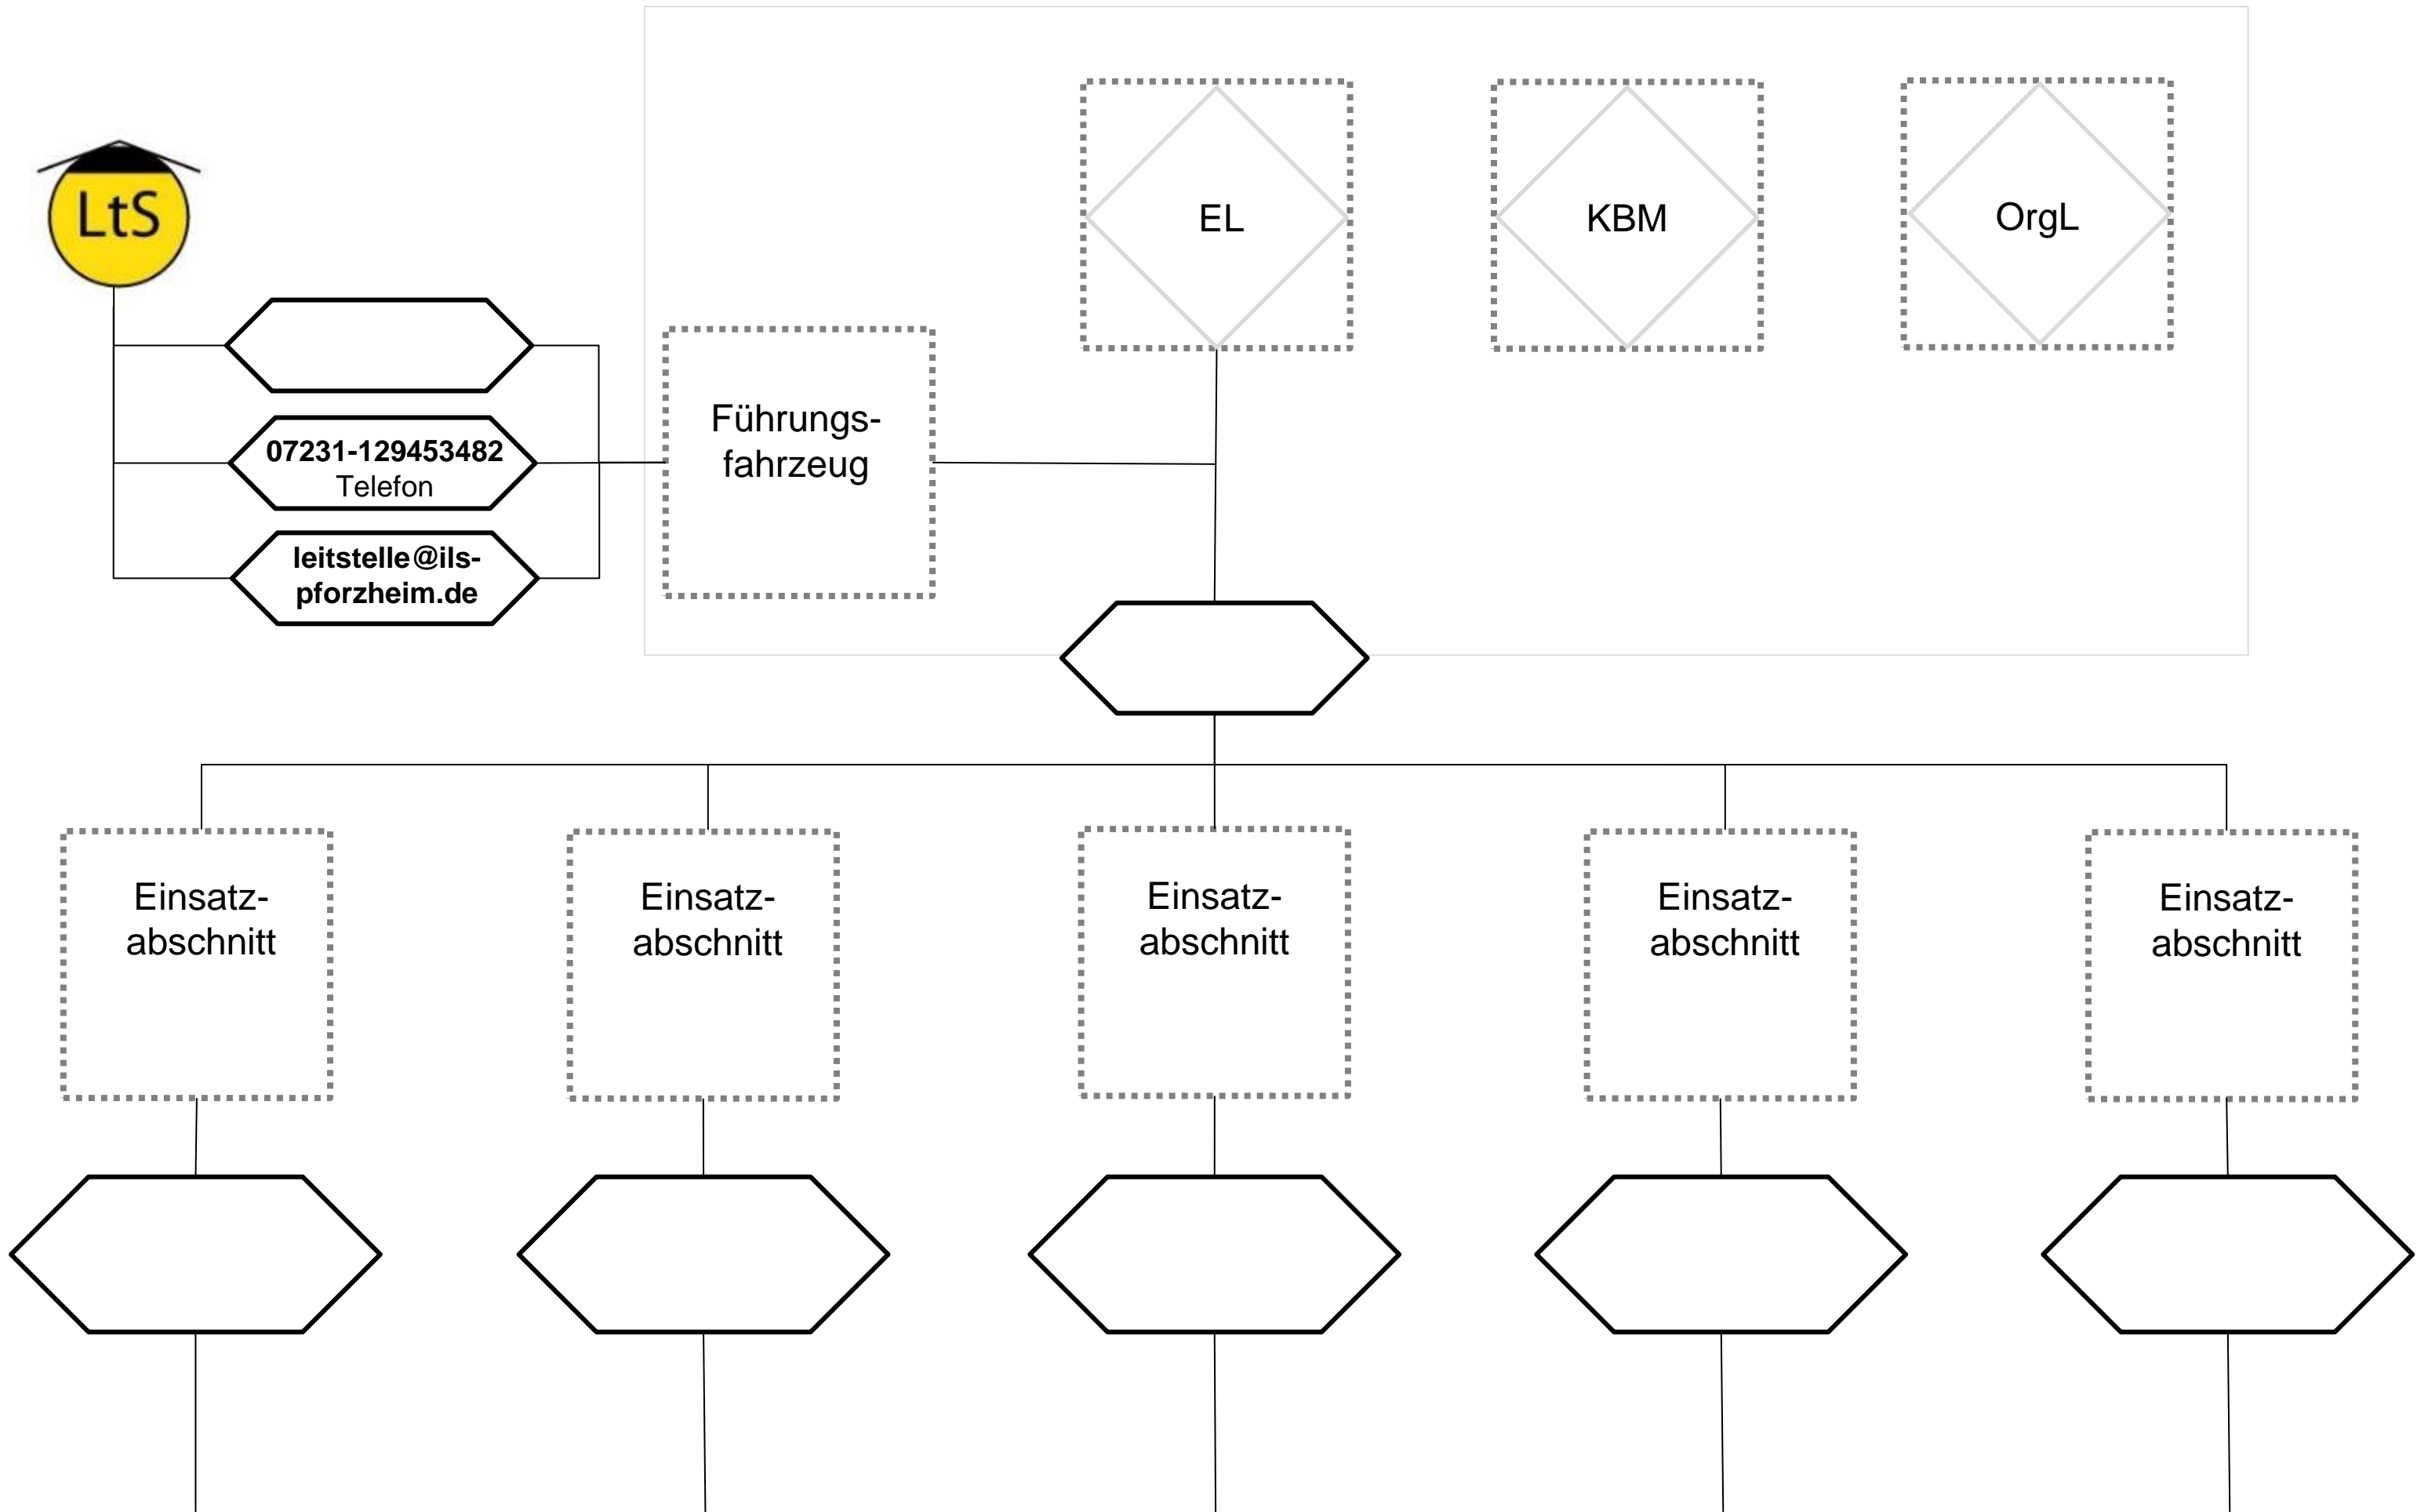 EL
KBM
OrgL
LtS
Führungs-
fahrzeug
07231-129453482
Telefon
leitstelle@ils-
pforzheim.de
Einsatz-
abschnitt
Einsatz-
abschnitt
Einsatz-
abschnitt
Einsatz-
abschnitt
Einsatz-
abschnitt